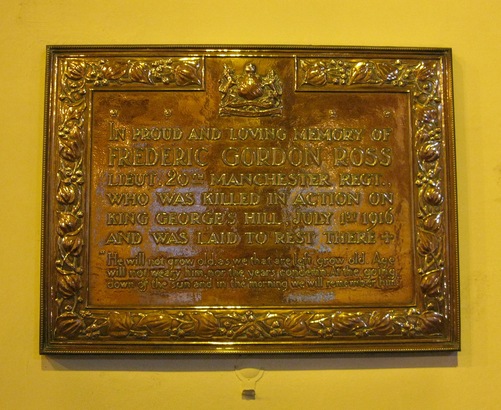 IN PROUD AND LOVING MEMORY OF
FREDERIC GORDON ROSS
LIEUT. 20TH MANCHESTER REGT.,
WHO WAS KILLED IN ACTION ON
KING GEORGE'S HILL, JULY 1ST 1916
AND WAS LAID TO REST THERE
"He will not grow old, as we that are left grow old. Age
will not weary him, nor the years condemn. At the going
down of the sun and in the morning we will remember him."